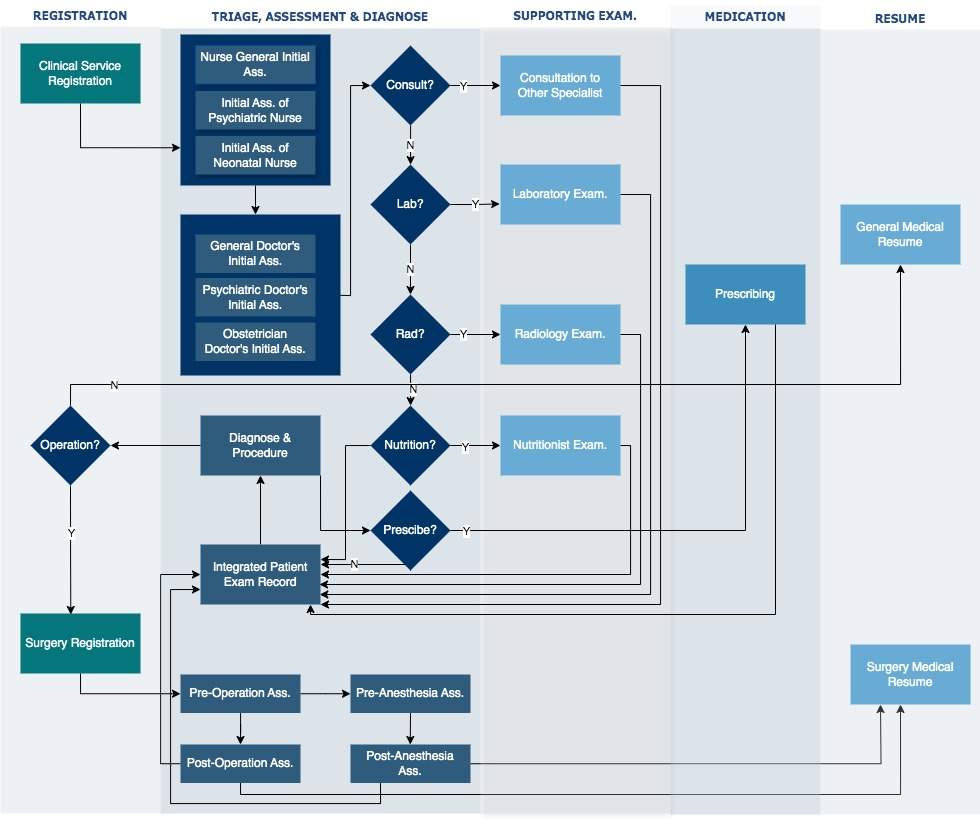 REGISTRATION
TRIAGE, ASSESSMENT & DIAGNOSE
SUPPORTING EXAM.
MEDICATION
RESUME
Clinical Service
Registration
Nurse General Initial
Ass.
Initial Ass. of
Psychiatric Nurse
Initial Ass. of
Neonatal Nurse
Consult?
Y
Consultation to
Other Specialist
N
Lab?
Y
Laboratory Exam.
General Medical
Resume
General Doctor's
Initial Ass.
Psychiatric Doctor's
Initial Ass.
Obstetrician
Doctor's Initial Ass.
N
Prescribing
Rad?
Y
Radiology Exam.
N
N
Operation?
Diagnose &
Procedure
Nutrition?
Y
Nutritionist Exam.
Y
Prescibe?
Y
N
Integrated Patient
Exam Record
Surgery Registration
Surgery Medical
Resume
Pre-Operation Ass.
Pre-Anesthesia Ass.
Post-Operation Ass.
Post-Anesthesia
Ass.